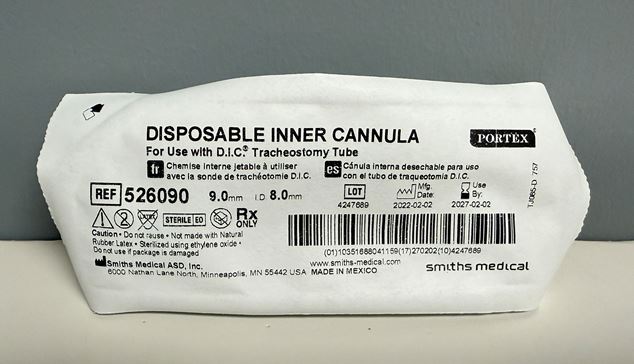 DISPOSABLE INNER CANNULA
PORTEX
For Use with D.I.C.® Tracheostomy Tube
fr Chemise interne jetable à utiliser
avec la sonde de trachéotomie D.I.C.
es Cánula interna desechable para uso
con el tubo de traqueotomía D.I.C.
REF 526090 9.0mm I.D 8.0mm
LOT
4247689
Mfg. Date:
2022-02-02
Use By:
2027-02-02
TJ085-D 757
2 LATEX STERILE EO Rx ONLY
Caution • Do not reuse. • Not made with Natural
Rubber Latex • Sterilized using ethylene oxide •
Do not use if package is damaged
(01)10351688041159(17)270202(10)4247689
Smiths Medical ASD, Inc.
6000 Nathan Lane North, Minneapolis, MN 55442 USA
www.smiths-medical.com
MADE IN MEXICO
smiths medical